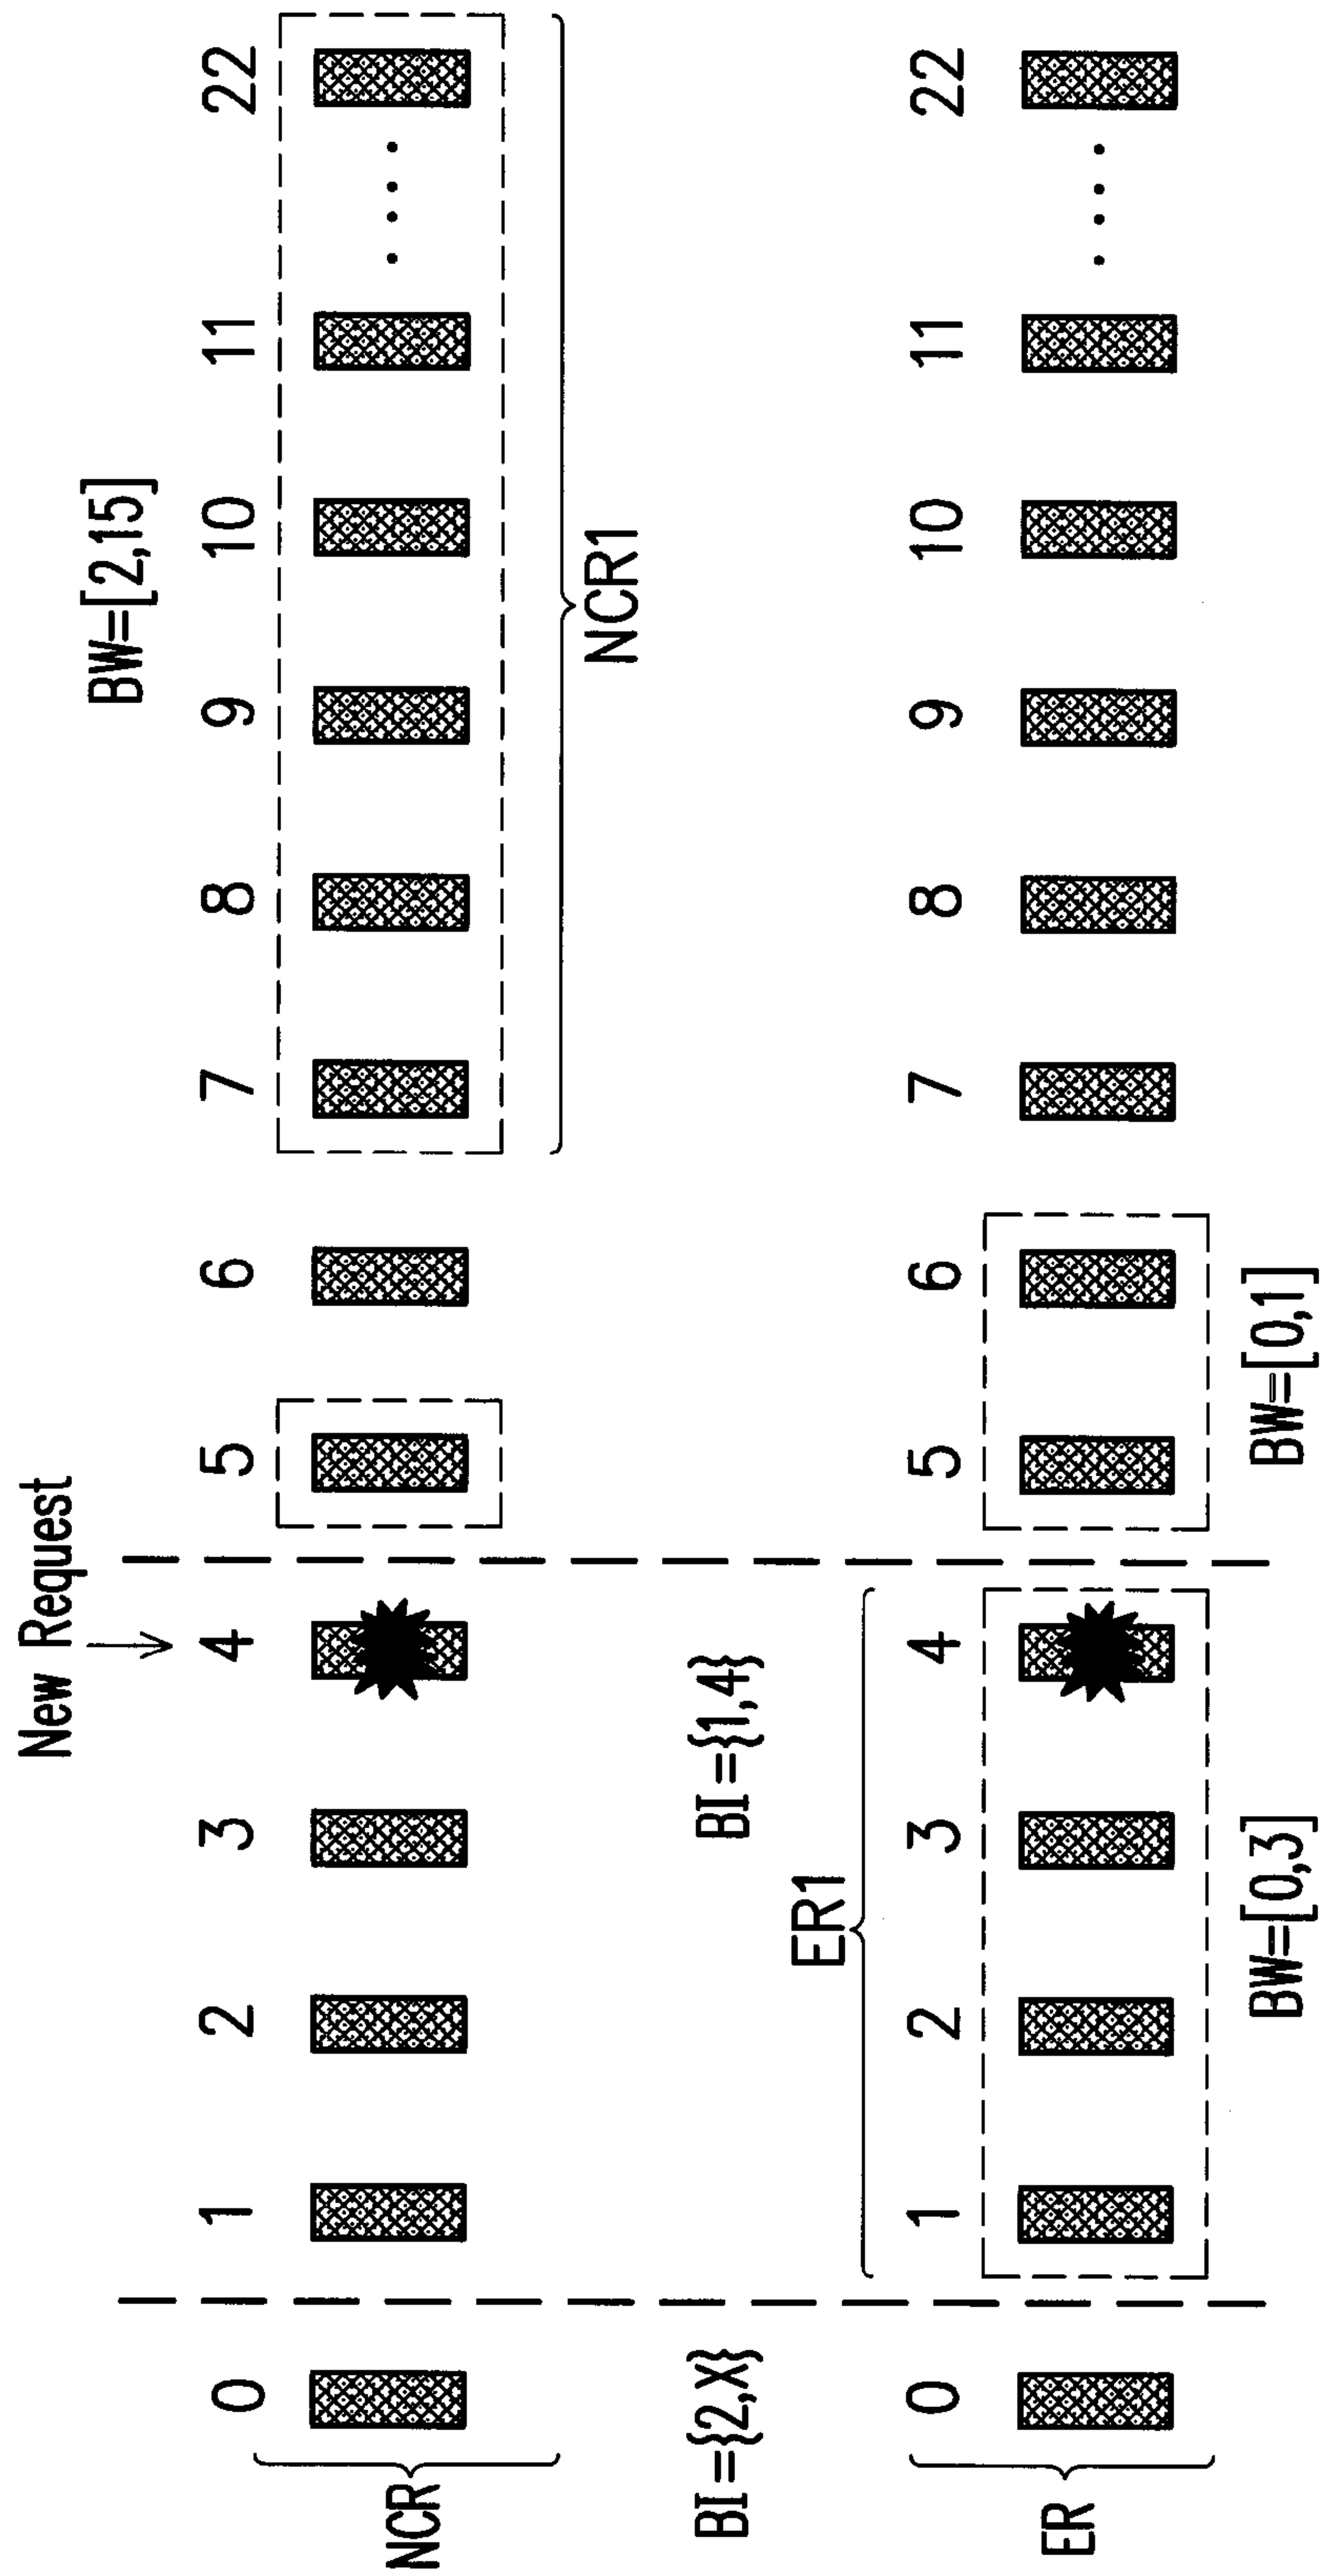 New Request
BW=[2,15]
0 1 2 3 4 5 6 7 8 9 10 11 22
NCR
NCR1
BI={2,X} BI={1,4}
ER1
0 1 2 3 4 5 6 7 8 9 10 11 22
ER
BW=[0,3] BW=[0,1]